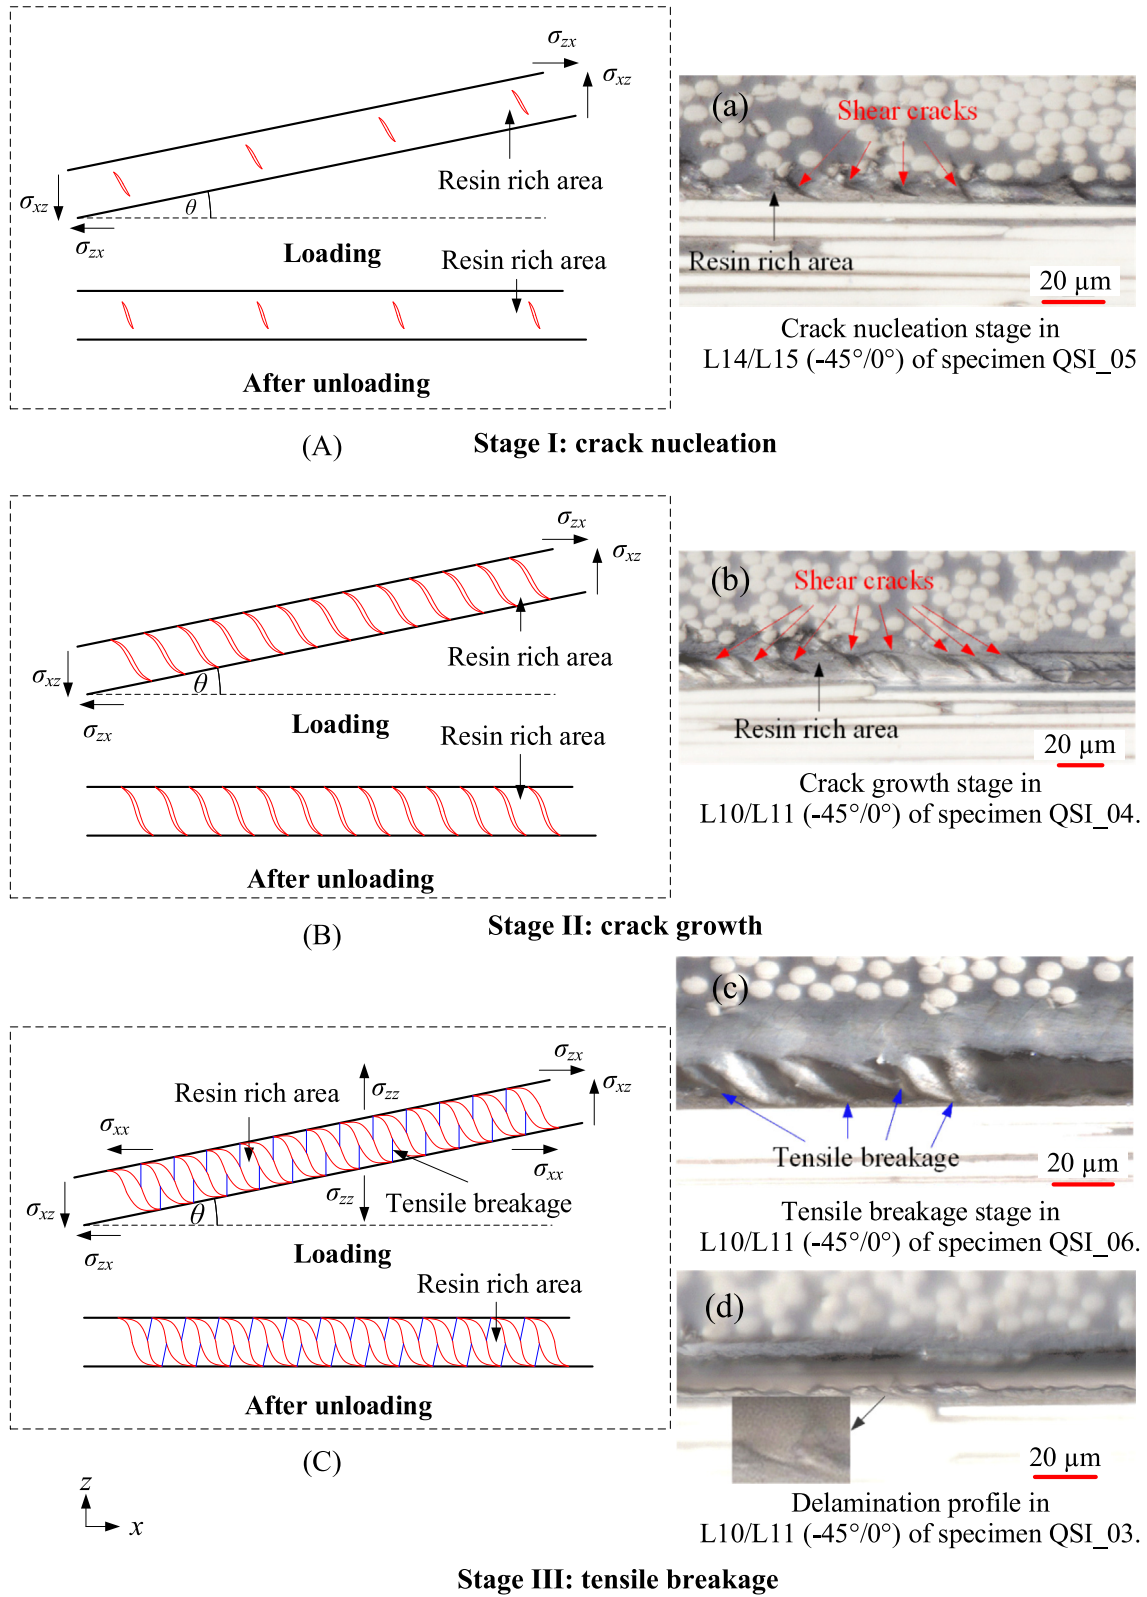 σzx
σxz
Resin rich area
σxz
θ
σzx
Loading
Resin rich area
After unloading
(A)
(a)
Shear cracks
Resin rich area
20 µm
Crack nucleation stage in
L14/L15 (-45°/0°) of specimen QSI_05
Stage I: crack nucleation
σzx
σxz
Resin rich area
σxz
θ
σzx
Loading
Resin rich area
After unloading
(B)
(b)
Shear cracks
Resin rich area
20 µm
Crack growth stage in
L10/L11 (-45°/0°) of specimen QSI_04.
Stage II: crack growth
σzx
σzz
σxz
Resin rich area
σxx
σxx
σzz
Tensile breakage
σxz
θ
σzx
Loading
Resin rich area
After unloading
(C)
(c)
Tensile breakage
20 µm
Tensile breakage stage in
L10/L11 (-45°/0°) of specimen QSI_06.
(d)
20 µm
Delamination profile in
L10/L11 (-45°/0°) of specimen QSI_03.
z
x
Stage III: tensile breakage